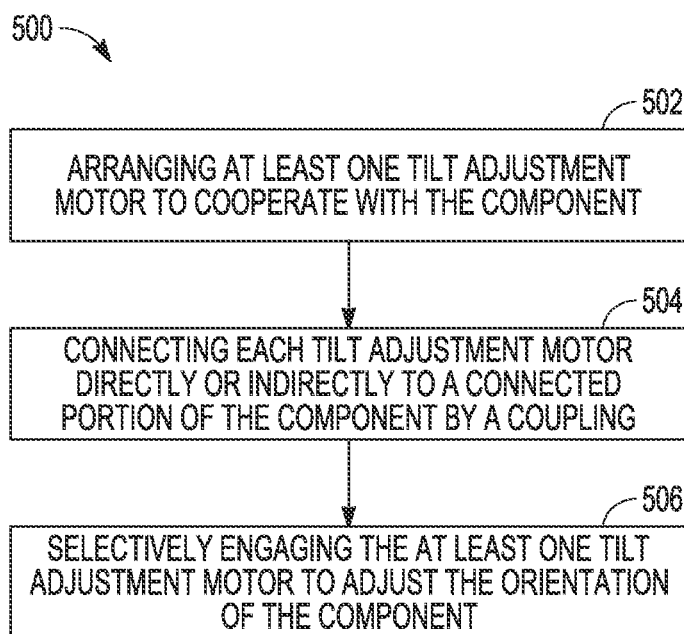 500
502
ARRANGING AT LEAST ONE TILT ADJUSTMENT
MOTOR TO COOPERATE WITH THE COMPONENT
504
CONNECTING EACH TILT ADJUSTMENT MOTOR
DIRECTLY OR INDIRECTLY TO A CONNECTED
PORTION OF THE COMPONENT BY A COUPLING
506
SELECTIVELY ENGAGING THE AT LEAST ONE TILT
ADJUSTMENT MOTOR TO ADJUST THE ORIENTATION
OF THE COMPONENT